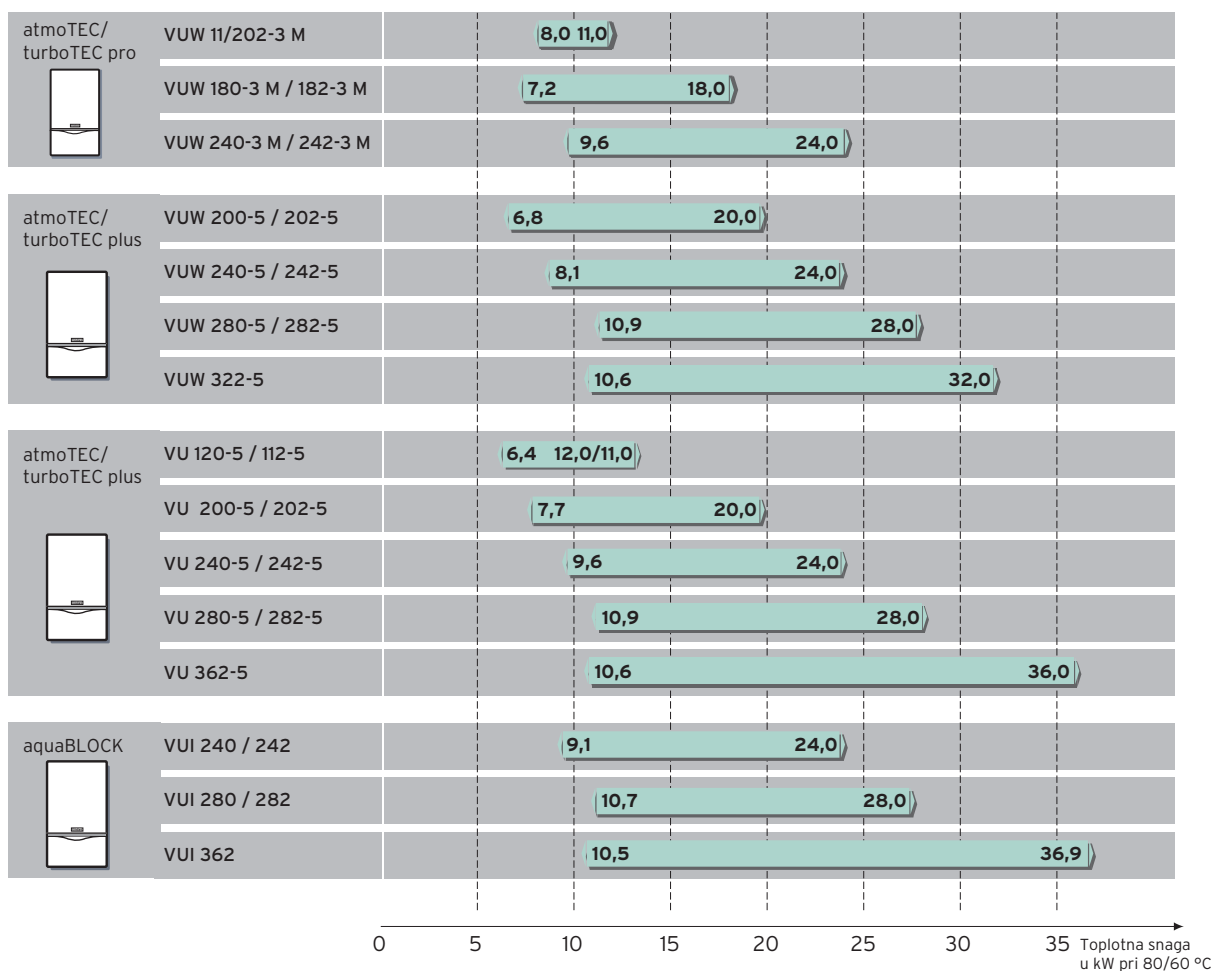 atmoTEC/
turboTEC pro
VUW 11/202-3 M
8,0 11,0
VUW 180-3 M / 182-3 M
7,2 18,0
VUW 240-3 M / 242-3 M
9,6 24,0
atmoTEC/
turboTEC plus
VUW 200-5 / 202-5
6,8 20,0
VUW 240-5 / 242-5
8,1 24,0
VUW 280-5 / 282-5
10,9 28,0
VUW 322-5
10,6 32,0
atmoTEC/
turboTEC plus
VU 120-5 / 112-5
6,4 12,0/11,0
VU 200-5 / 202-5
7,7 20,0
VU 240-5 / 242-5
9,6 24,0
VU 280-5 / 282-5
10,9 28,0
VU 362-5
10,6 36,0
aquaBLOCK
VUI 240 / 242
9,1 24,0
VUI 280 / 282
10,7 28,0
VUI 362
10,5 36,9
0 5 10 15 20 25 30 35
Toplotna snaga
u kW pri 80/60 °C